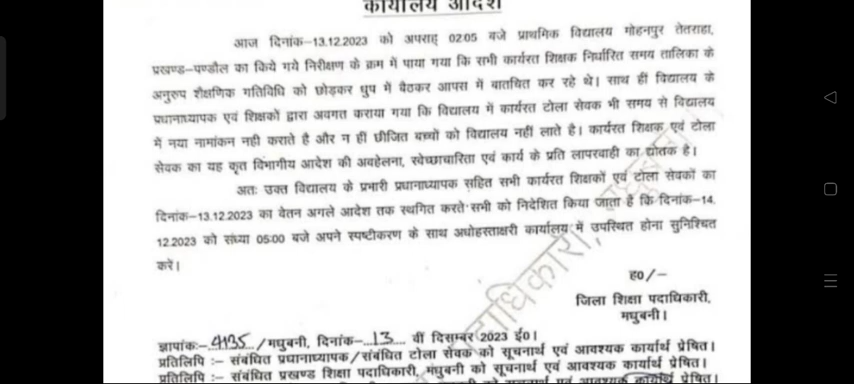 कार्यालय आदेश
आज दिनांक-13.12.2023 को अपराह 02:05 बजे प्राथमिक विद्यालय मोहनपुर तेतराहा,
प्रखण्ड-पण्डौल का किये गये निरीक्षण के क्रम में पाया गया कि सभी कार्यरत शिक्षक निर्धारित समय तालिका के
अनुरुप शैक्षणिक गतिविधि को छोड़कर धुप में बैठकर आपस में बातचित कर रहे थे। साथ हीं विद्यालय के
प्रधानाध्यापक एवं शिक्षकों द्वारा अवगत कराया गया कि विद्यालय में कार्यरत टोला सेवक भी समय से विद्यालय
में नया नामांकन नही कराते है और न हीं छीजित बच्चों को विद्यालय नहीं लाते है। कार्यरत शिक्षक एवं टोला
सेवक का यह कृत विभागीय आदेश की अवहेलना, स्वेच्छाचारिता एवं कार्य के प्रति लापरवाही का द्योतक है।
अतः उक्त विद्यालय के प्रभारी प्रधानाध्यापक सहित सभी कार्यरत शिक्षकों एवं टोला सेवकों का
दिनांक-13.12.2023 का वेतन अगले आदेश तक स्थगित करते सभी को निदेशित किया जाता है कि दिनांक-14.
12.2023 को संध्या 05:00 बजे अपने स्पष्टीकरण के साथ अधोहस्ताक्षरी कार्यालय में उपस्थित होना सुनिश्चित
करें।
ह0/-
जिला शिक्षा पदाधिकारी,
मधुबनी।
ज्ञापांक:-4135/मधुबनी, दिनांक-13 वीं दिसम्बर 2023 ई0।
प्रतिलिपि :- संबंधित प्रधानाध्यापक/संबंधित टोला सेवक को सूचनार्थ एवं आवश्यक कार्यार्थ प्रेषित।
प्रतिलिपि :- संबंधित प्रखण्ड शिक्षा पदाधिकारी, मधुबनी को सूचनार्थ एवं आवश्यक कार्यार्थ प्रेषित।